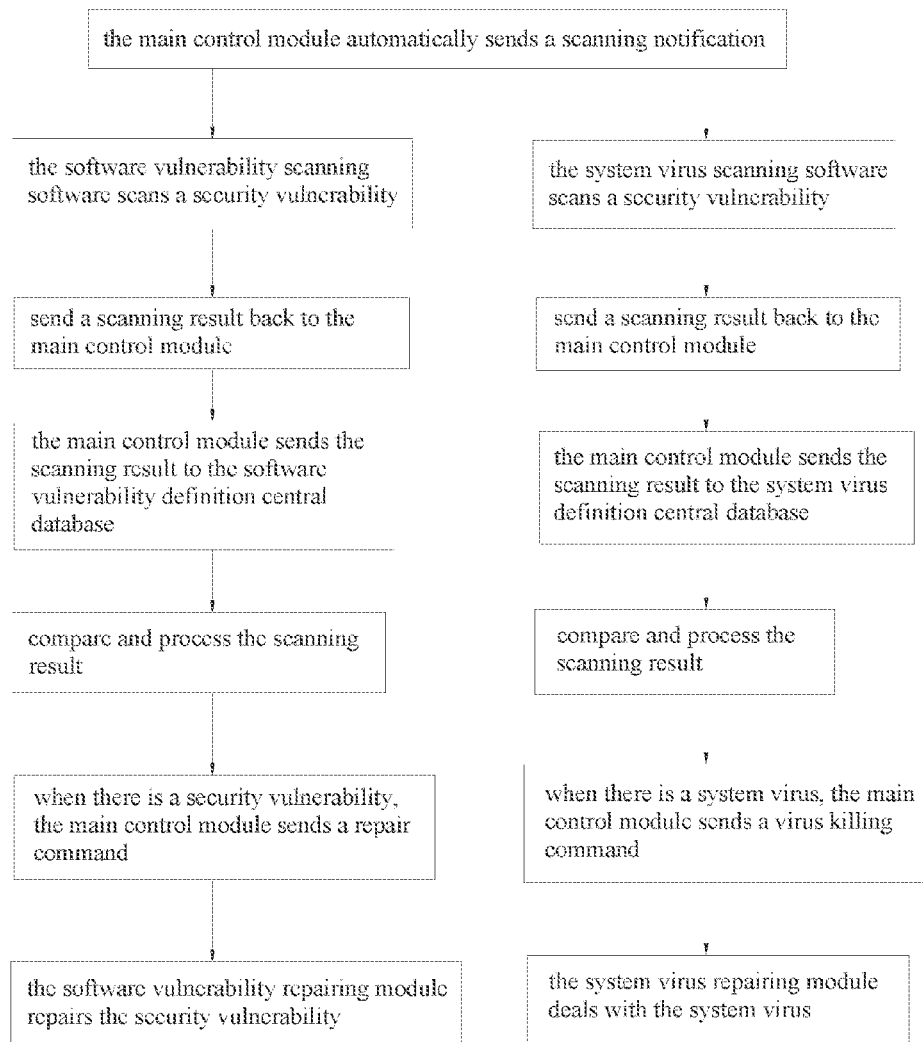 the main control module automatically sends a scanning notification
the software vulnerability scanning
software scans a security vulnerability
the system virus scanning software
scans a security vulnerability
send a scanning result back to the
main control module
send a scanning result back to the
main control module
the main control module sends the
scanning result to the software
vulnerability definition central
database
the main control module sends the
scanning result to the system virus
definition central database
compare and process the scanning
result
compare and process the
scanning result
when there is a security vulnerability,
the main control module sends a repair
command
when there is a system virus, the main
control module sends a virus killing
command
the software vulnerability repairing module
repairs the security vulnerability
the system virus repairing module
deals with the system virus